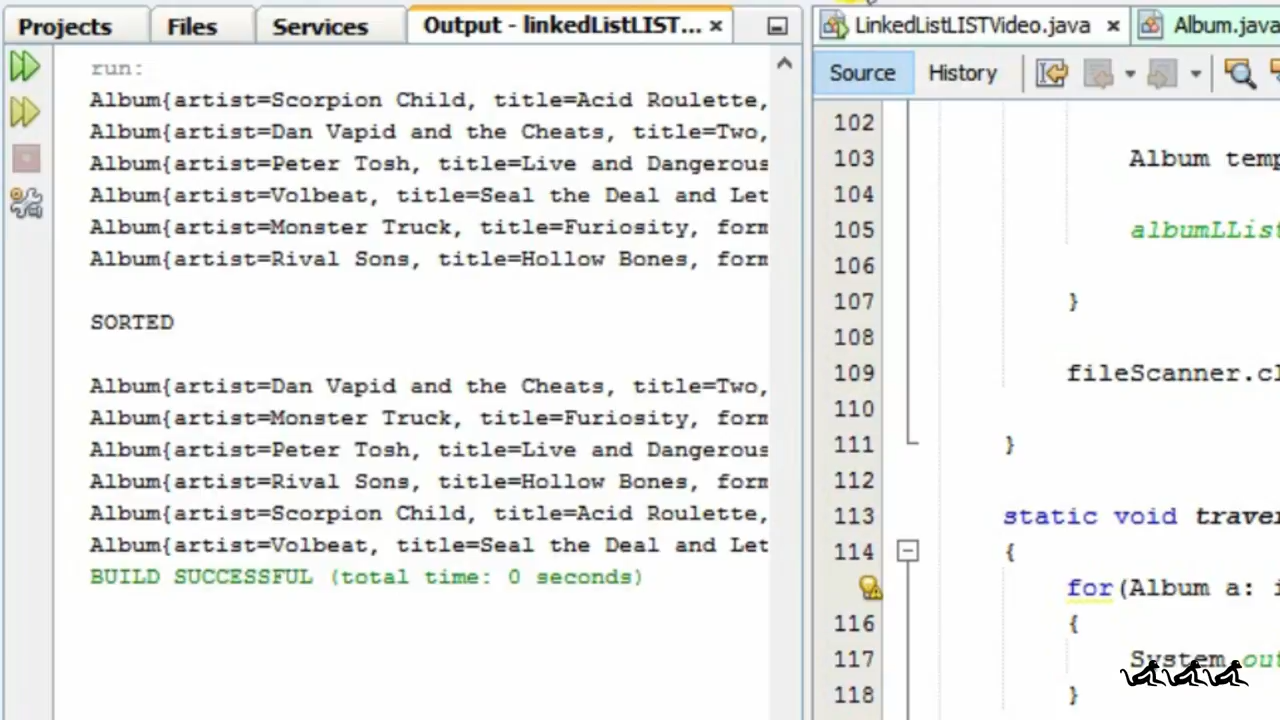 Projects Files Services Output - linkedListLIST... ×
run:
Album{artist=Scorpion Child, title=Acid Roulette,
Album{artist=Dan Vapid and the Cheats, title=Two,
Album{artist=Peter Tosh, title=Live and Dangerous
Album{artist=Volbeat, title=Seal the Deal and Let
Album{artist=Monster Truck, title=Furiosity, form
Album{artist=Rival Sons, title=Hollow Bones, form
SORTED
Album{artist=Dan Vapid and the Cheats, title=Two,
Album{artist=Monster Truck, title=Furiosity, form
Album{artist=Peter Tosh, title=Live and Dangerous
Album{artist=Rival Sons, title=Hollow Bones, form
Album{artist=Scorpion Child, title=Acid Roulette,
Album{artist=Volbeat, title=Seal the Deal and Let
BUILD SUCCESSFUL (total time: 0 seconds)
LinkedListLISTVideo.java × Album.java
Source History
102
103 Album temp
104
105 albumLList
106
107 }
108
109 fileScanner.cl
110
111 }
112
113 static void traver
114 {
for(Album a: i
116 {
117 System.out
118 }